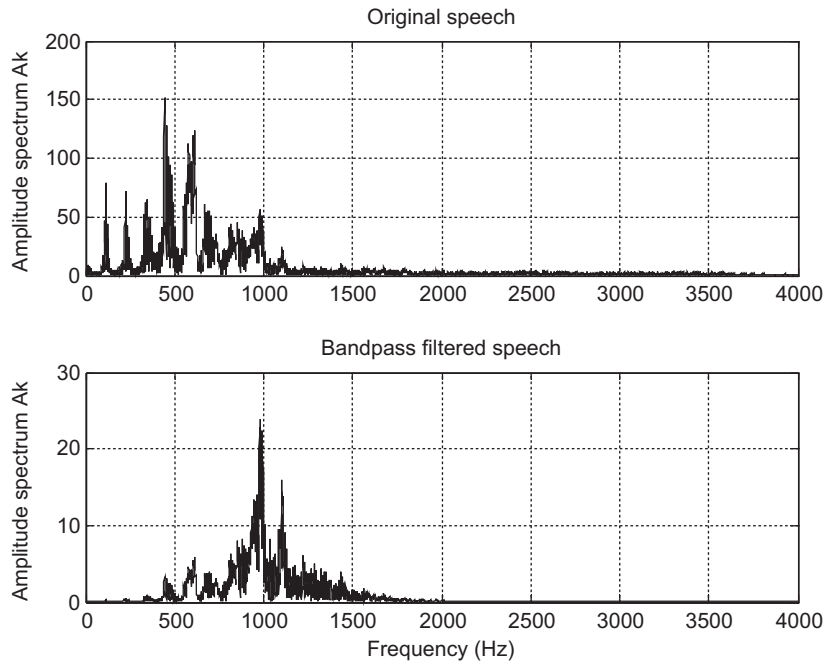 Original speech
Amplitude spectrum Ak
200
150
100
50
0
0 500 1000 1500 2000 2500 3000 3500 4000
Bandpass filtered speech
Amplitude spectrum Ak
30
20
10
0
0 500 1000 1500 2000 2500 3000 3500 4000
Frequency (Hz)